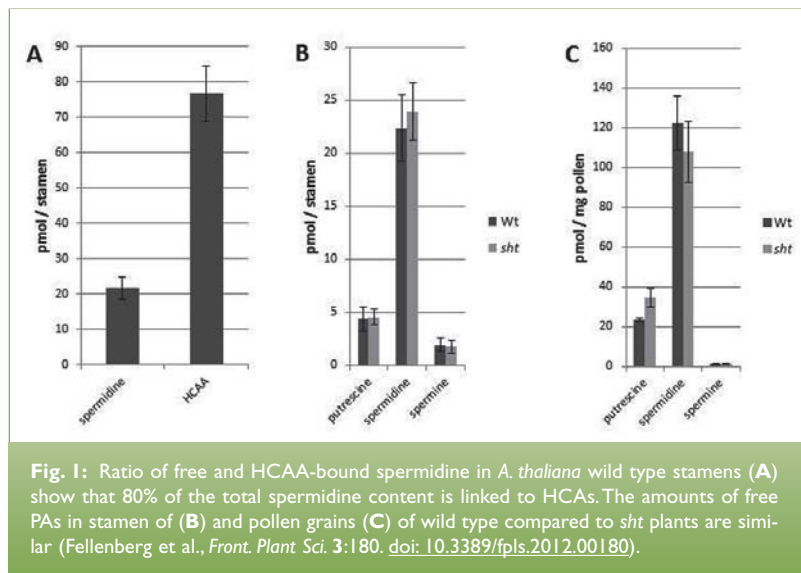 A
B
C
90
80
70
60
50
40
30
20
10
0
pmol / stamen
spermidine
HCAA
30
25
20
15
10
5
0
pmol / stamen
putrescine
spermidine
spermine
Wt
sht
160
140
120
100
80
60
40
20
0
pmol / mg pollen
putrescine
spermidine
spermine
Wt
sht
Fig. 1: Ratio of free and HCAA-bound spermidine in A. thaliana wild type stamens (A)
show that 80% of the total spermidine content is linked to HCAs. The amounts of free
PAs in stamen of (B) and pollen grains (C) of wild type compared to sht plants are simi-
lar (Fellenberg et al., Front. Plant Sci. 3:180. doi: 10.3389/fpls.2012.00180).